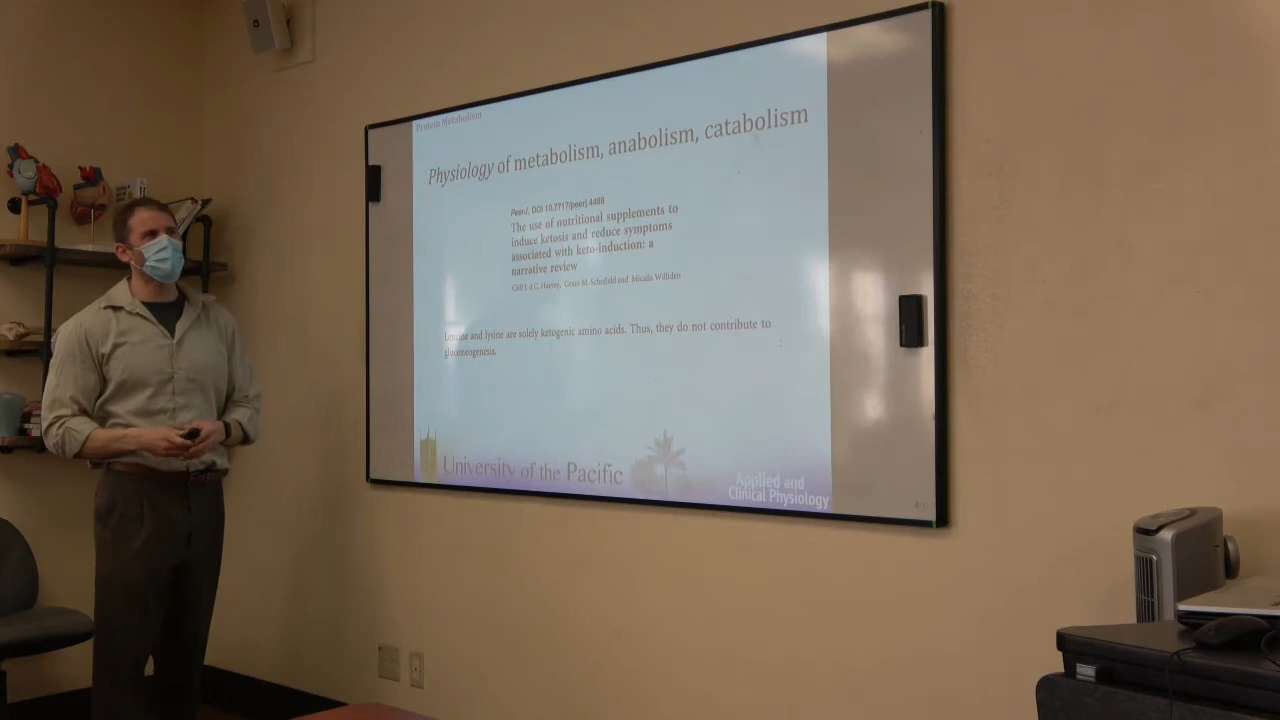 Protein Metabolism
Physiology of metabolism, anabolism, catabolism
PeerJ, DOI 10.7717/peerj.4488
The use of nutritional supplements to
induce ketosis and reduce symptoms
associated with keto-induction: a
narrative review
Cliff J. d C. Harvey, Grant M. Schofield and Micalla Williden
Leucine and lysine are solely ketogenic amino acids. Thus, they do not contribute to
gluconeogenesis.
University of the Pacific
Applied and
Clinical Physiology